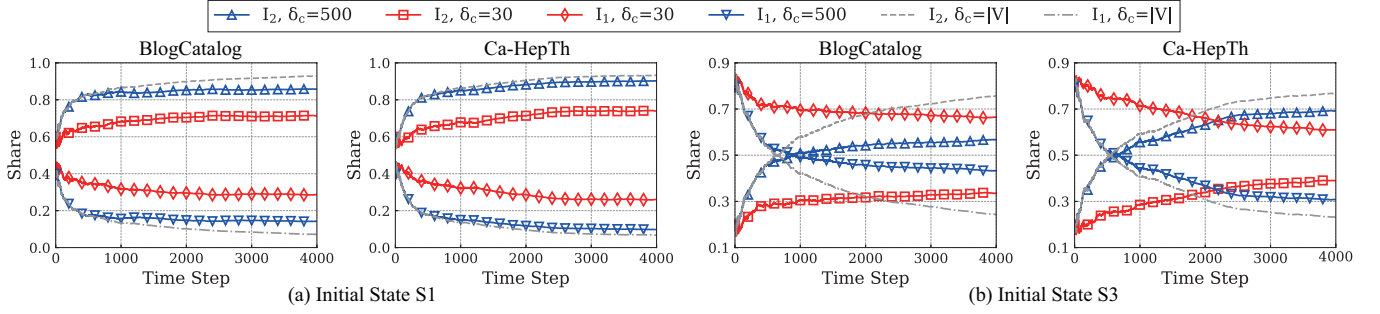 I₂, δc=500 I₂, δc=30 I₁, δc=30 I₁, δc=500 I₂, δc=|V| I₁, δc=|V|
BlogCatalog Ca-HepTh BlogCatalog Ca-HepTh
1.0 1.0 0.9 0.9
0.8 0.8 0.7 0.7
0.6 0.6
Share Share Share Share
0.5 0.5
0.4 0.4
0.2 0.2 0.3 0.3
0.0 0.0 0.1 0.1
0 1000 2000 3000 4000 0 1000 2000 3000 4000 0 1000 2000 3000 4000 0 1000 2000 3000 4000
Time Step Time Step Time Step Time Step
(a) Initial State S1 (b) Initial State S3